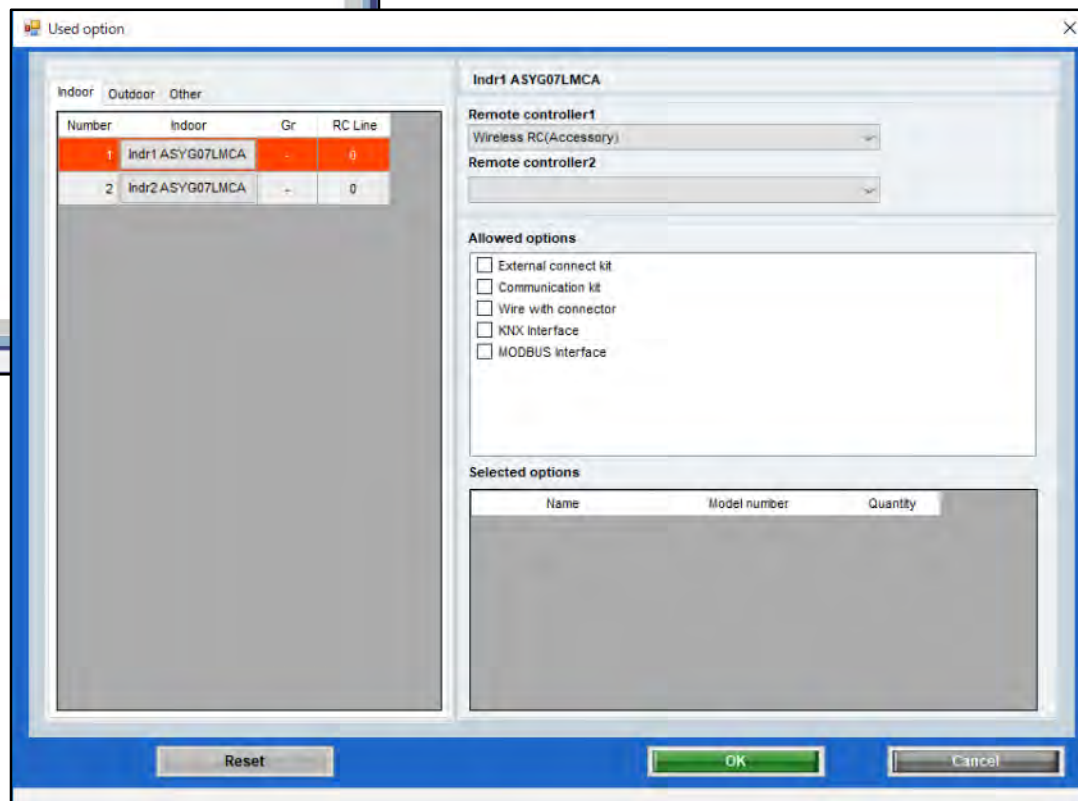 Used option
Indoor Outdoor Other
Number Indoor Gr RC Line
1 Indr1 ASYG07LMCA - 0
2 Indr2 ASYG07LMCA - 0
Indr1 ASYG07LMCA
Remote controller1
Wireless RC(Accessory)
Remote controller2
Allowed options
External connect kit
Communication kit
Wire with connector
KNX Interface
MODBUS Interface
Selected options
Name Model number Quantity
Reset OK Cancel